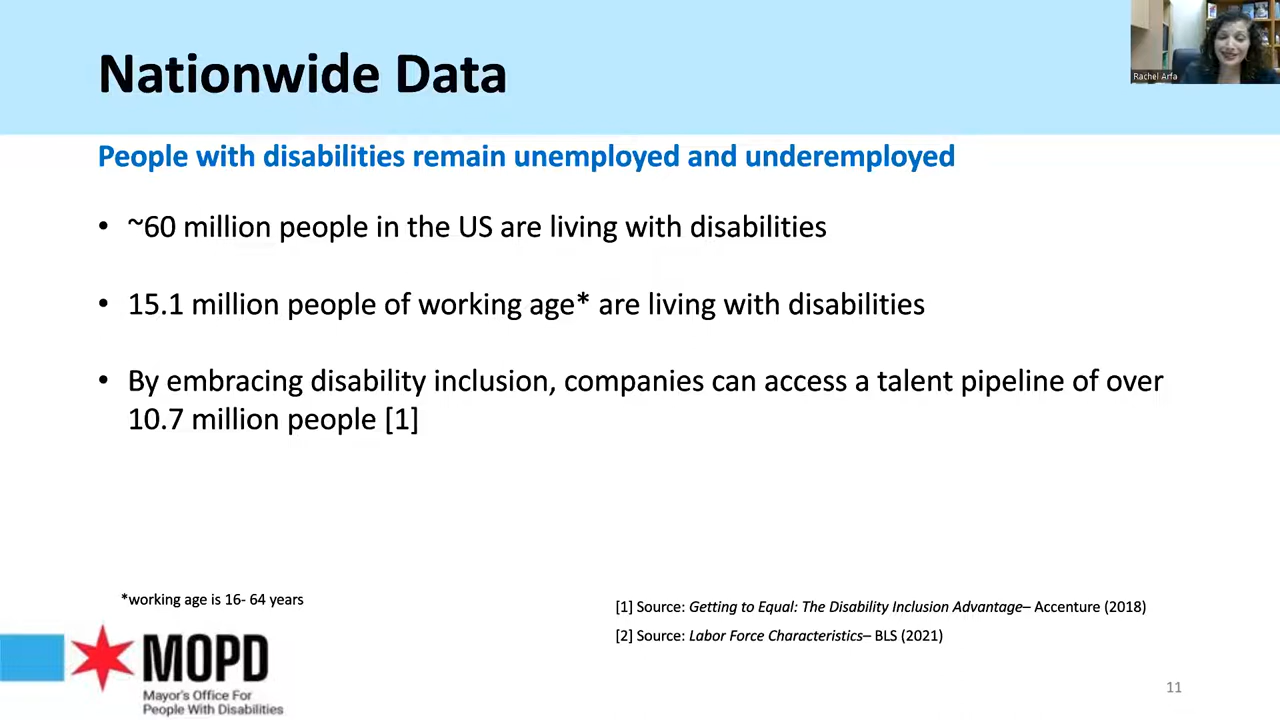 Nationwide Data
Rachel Arfa
People with disabilities remain unemployed and underemployed
• ~60 million people in the US are living with disabilities
• 15.1 million people of working age* are living with disabilities
• By embracing disability inclusion, companies can access a talent pipeline of over
10.7 million people [1]
*working age is 16- 64 years
[1] Source: Getting to Equal: The Disability Inclusion Advantage– Accenture (2018)
[2] Source: Labor Force Characteristics– BLS (2021)
MOPD
Mayor's Office For
People With Disabilities
11